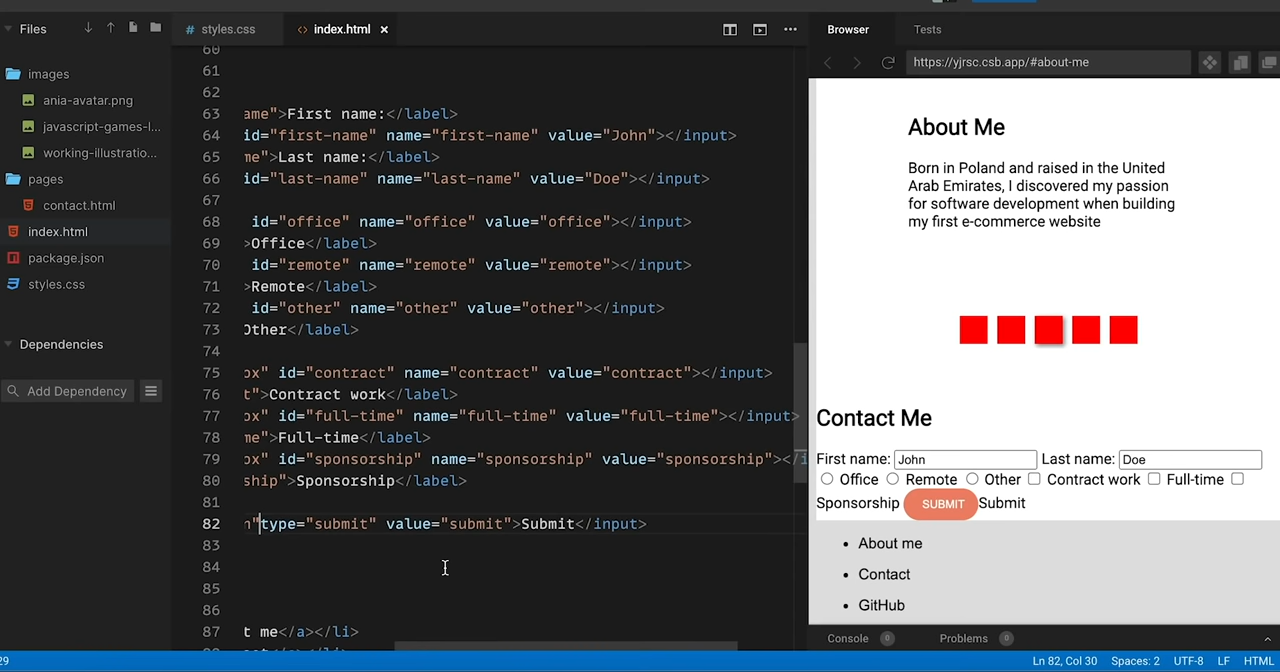 Files
images
ania-avatar.png
javascript-games-l...
working-illustratio...
pages
contact.html
index.html
package.json
styles.css
Dependencies
Add Dependency
# styles.css
<> index.html ×
60
61
62
63 ame">First name:</label>
64 id="first-name" name="first-name" value="John"></input>
65 me">Last name:</label>
66 id="last-name" name="last-name" value="Doe"></input>
67
68 id="office" name="office" value="office"></input>
69 >Office</label>
70 id="remote" name="remote" value="remote"></input>
71 >Remote</label>
72 id="other" name="other" value="other"></input>
73 Other</label>
74
75 ox" id="contract" name="contract" value="contract"></input>
76 t">Contract work</label>
77 ox" id="full-time" name="full-time" value="full-time"></input>
78 me">Full-time</label>
79 ox" id="sponsorship" name="sponsorship" value="sponsorship"></i
80 ship">Sponsorship</label>
81
82 n"type="submit" value="submit">Submit</input>
83
84
85
86
87 t me</a></li>
Browser Tests
https://yjrsc.csb.app/#about-me
About Me
Born in Poland and raised in the United
Arab Emirates, I discovered my passion
for software development when building
my first e-commerce website
Contact Me
First name: John Last name: Doe
Office Remote Other Contract work Full-time
Sponsorship SUBMIT Submit
• About me
• Contact
• GitHub
Console 0 Problems 0
29 Ln 82, Col 30 Spaces: 2 UTF-8 LF HTML